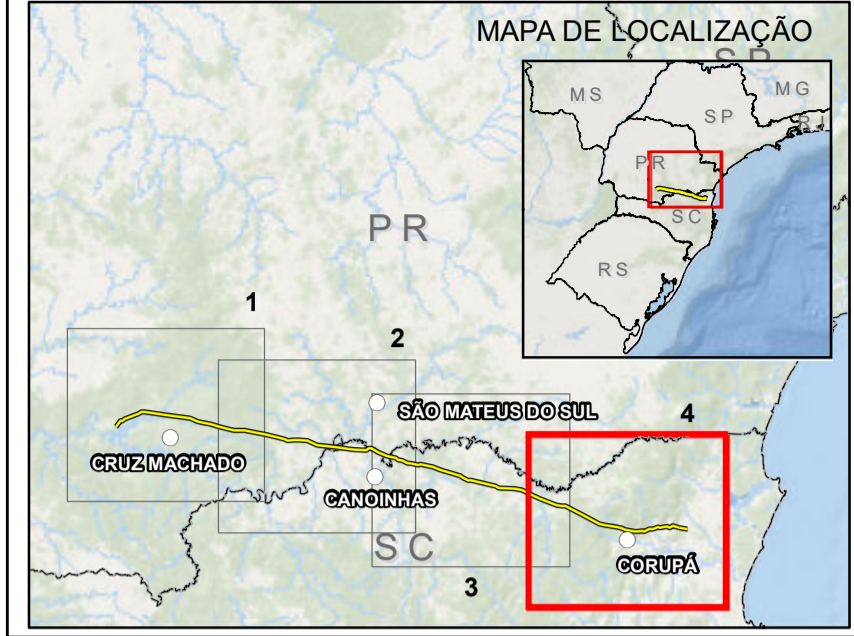 MAPA DE LOCALIZAÇÃO
SP
MS
MG
SP
RJ
PR
SC
RS
PR
1
2
SÃO MATEUS DO SUL
4
CRUZ MACHADO
CANOINHAS
SC
CORUPÁ
3